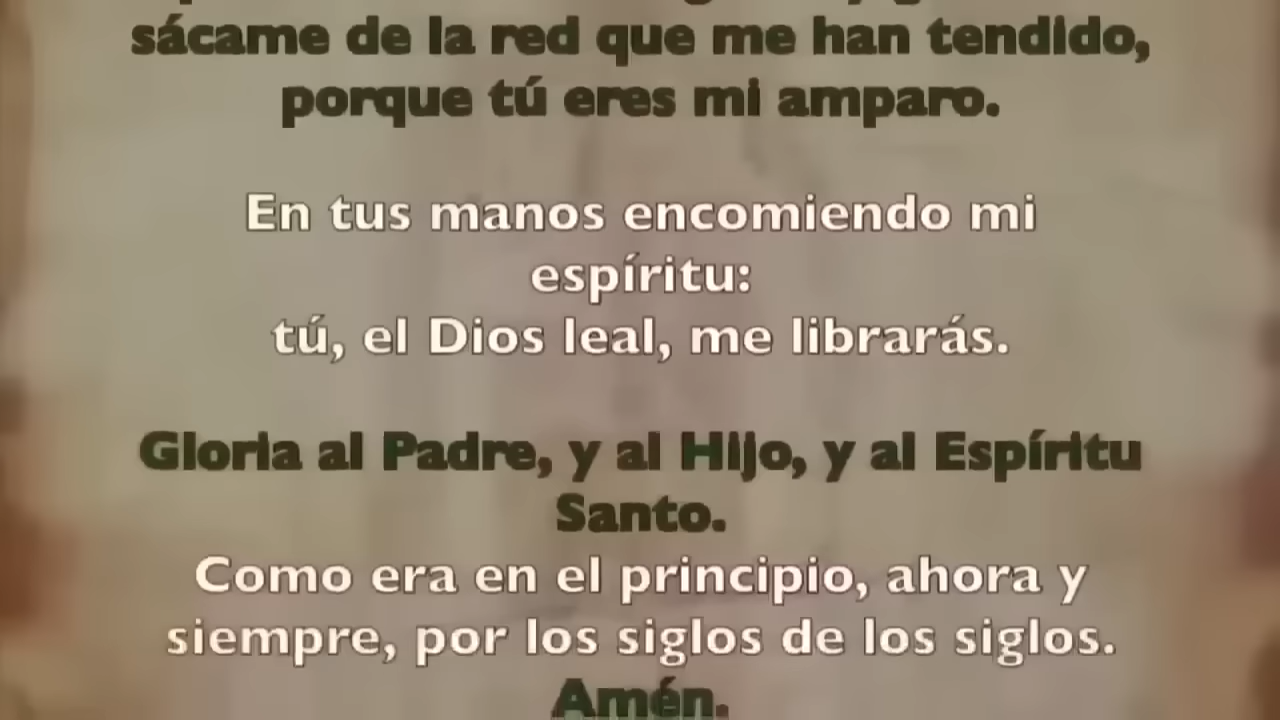 sácame de la red que me han tendido,
porque tú eres mi amparo.
En tus manos encomiendo mi
espíritu:
tú, el Dios leal, me librarás.
Gloria al Padre, y al Hijo, y al Espíritu
Santo.
Como era en el principio, ahora y
siempre, por los siglos de los siglos.
Amén.